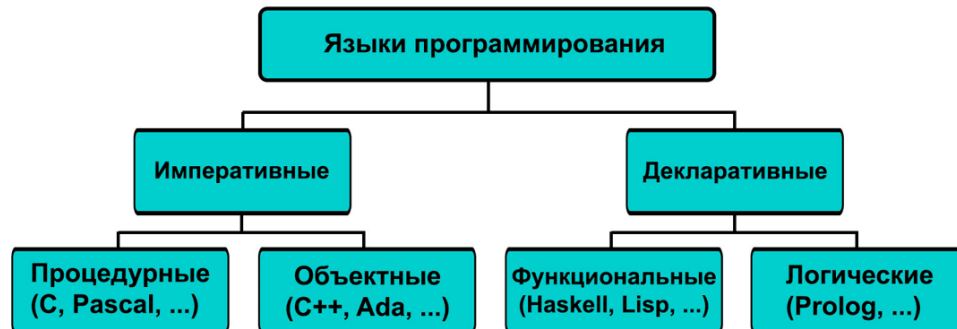 Языки программирования
Императивные
Декларативные
Процедурные
(C, Pascal, ...)
Объектные
(C++, Ada, ...)
Функциональные
(Haskell, Lisp, ...)
Логические
(Prolog, ...)